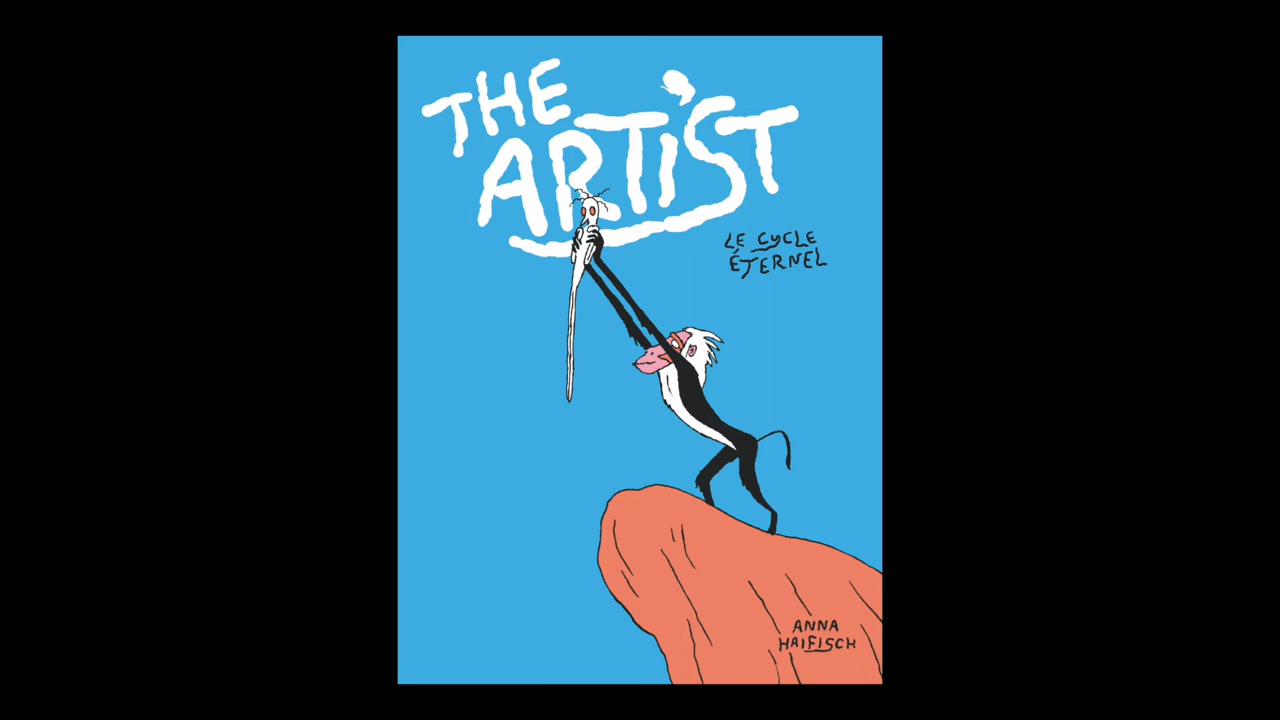 THE
ARTiST
LE CYCLE
ÉTERNEL
ANNA
HAIFISCH